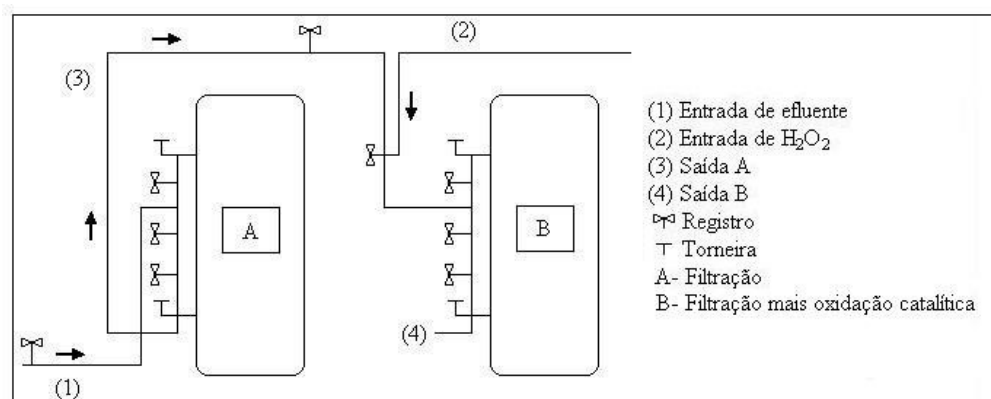 (2)
(3)
(1) Entrada de efluente
(2) Entrada de H₂O₂
(3) Saída A
(4) Saída B
Registro
Torneira
A- Filtração
B- Filtração mais oxidação catalítica
A
B
(4)
(1)